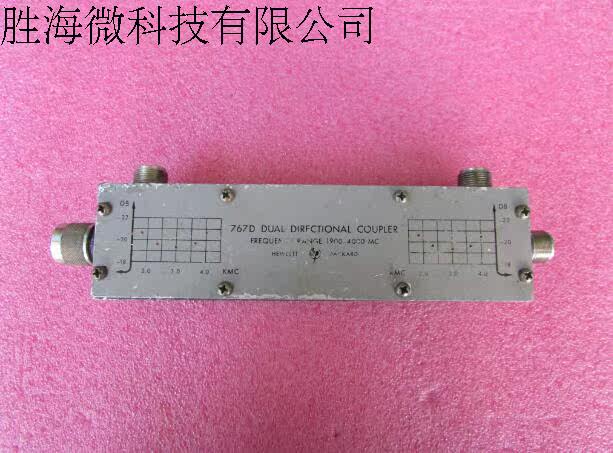 胜海微科技有限公司
DB
-22
-20
-18
2.0 3.0 4.0 KMC
767D DUAL DIRECTIONAL COUPLER
RANGE 1900-4000 MC
HEWLETT hp PACKARD
DB
-22
-20
-18
KMC 2.0 3.0 4.0